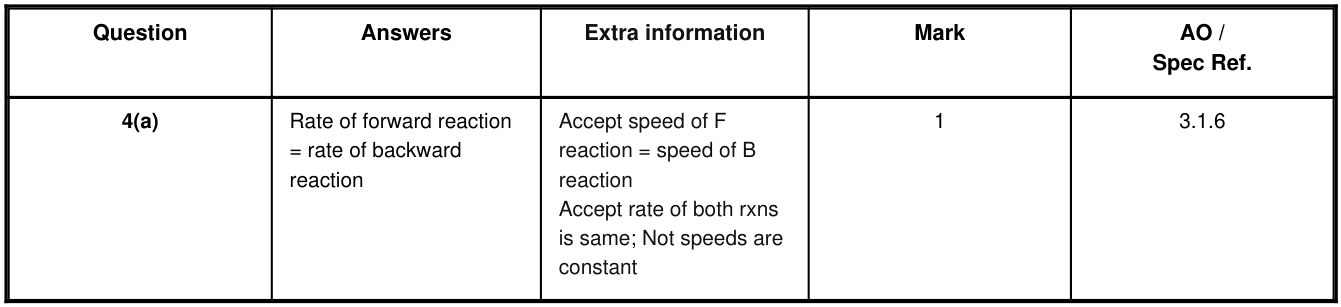 Question
Answers
Extra information
Mark
AO /
Spec Ref.
4(a)
Rate of forward reaction
= rate of backward
reaction
Accept speed of F
reaction = speed of B
reaction
Accept rate of both rxns
is same; Not speeds are
constant
1
3.1.6